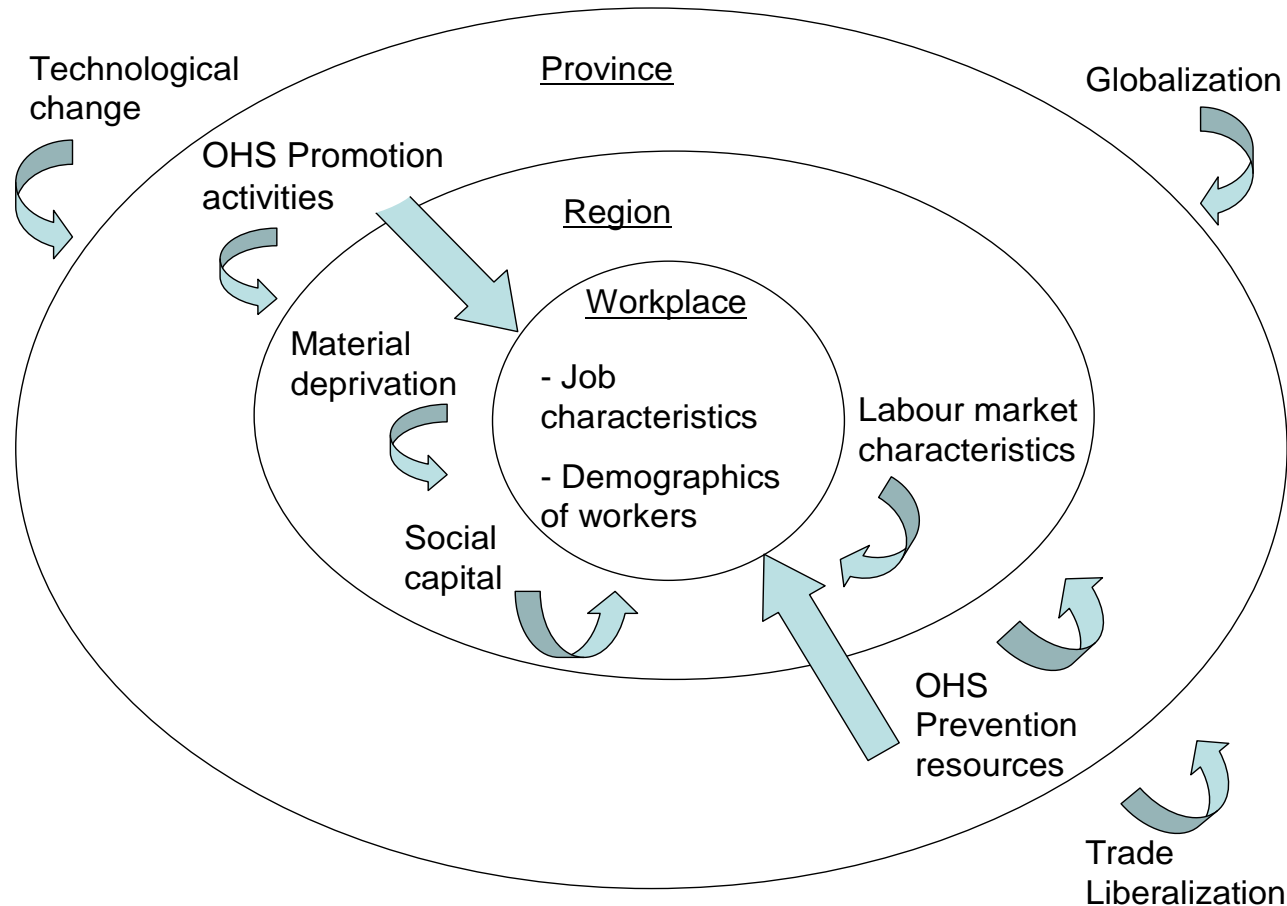 Technological
change
Province
Globalization
OHS Promotion
activities
Region
Workplace
- Job
characteristics
- Demographics
of workers
Material
deprivation
Labour market
characteristics
Social
capital
OHS
Prevention
resources
Trade
Liberalization